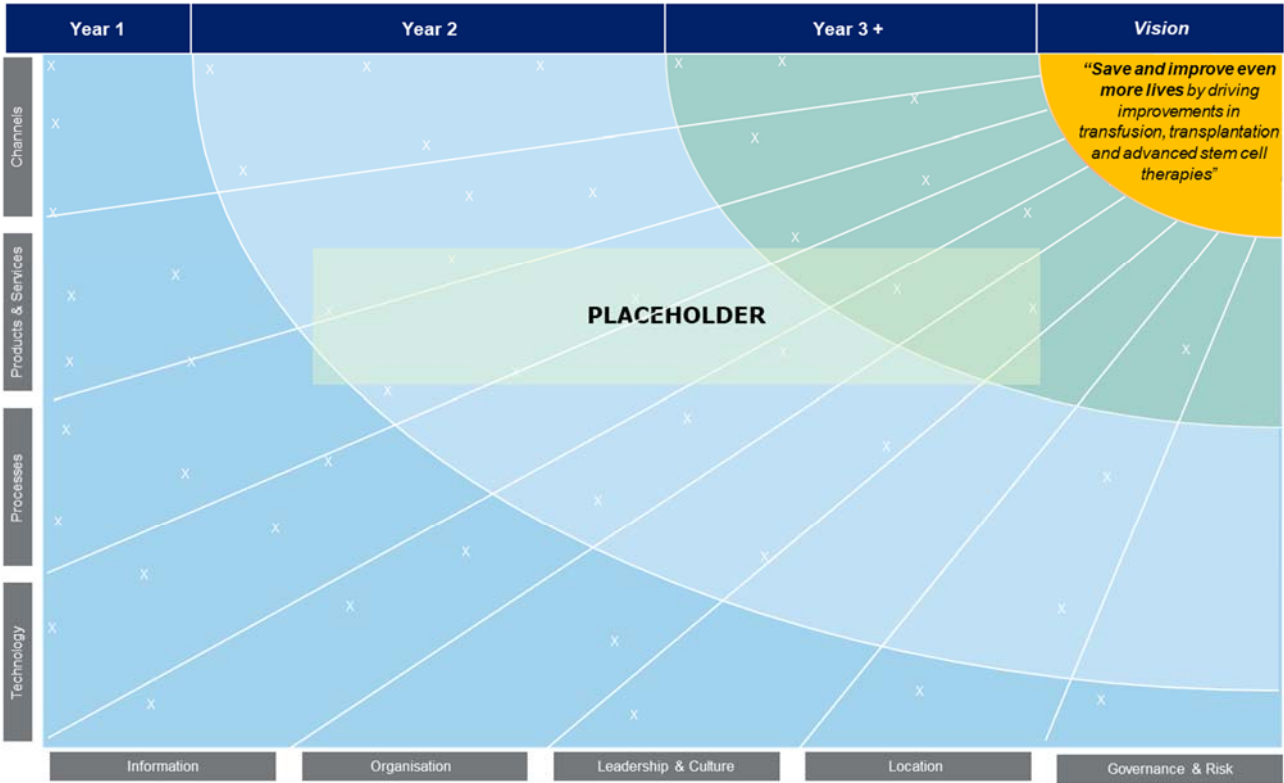 Year 1
Year 2
Year 3 +
Vision
“Save and improve even
more lives by driving
improvements in
transfusion, transplantation
and advanced stem cell
therapies”
Channels
Products & Services
Processes
Technology
PLACEHOLDER
X X X X X X
X X X
X X X X
X X X
X X X
X X X
X X X
X X X
X X X
X X X
X X X
X X X
X X X
X X X
X X X
X X X
X X
Information
Organisation
Leadership & Culture
Location
Governance & Risk